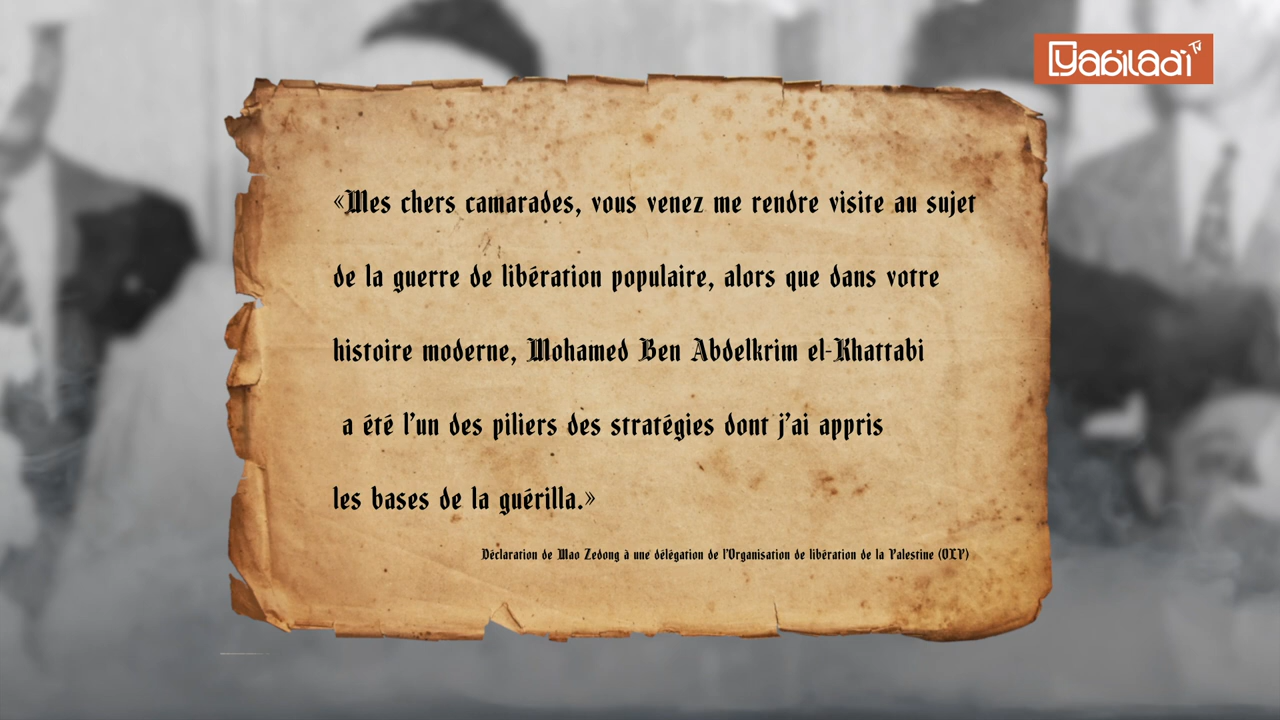 Yabiladi TV
«Mes chers camarades, vous venez me rendre visite au sujet
de la guerre de libération populaire, alors que dans votre
histoire moderne, Mohamed Ben Abdelkrim el-Khattabi
a été l'un des piliers des stratégies dont j'ai appris
les bases de la guérilla.»
Déclaration de Mao Zedong à une délégation de l'Organisation de libération de la Palestine (OLP)